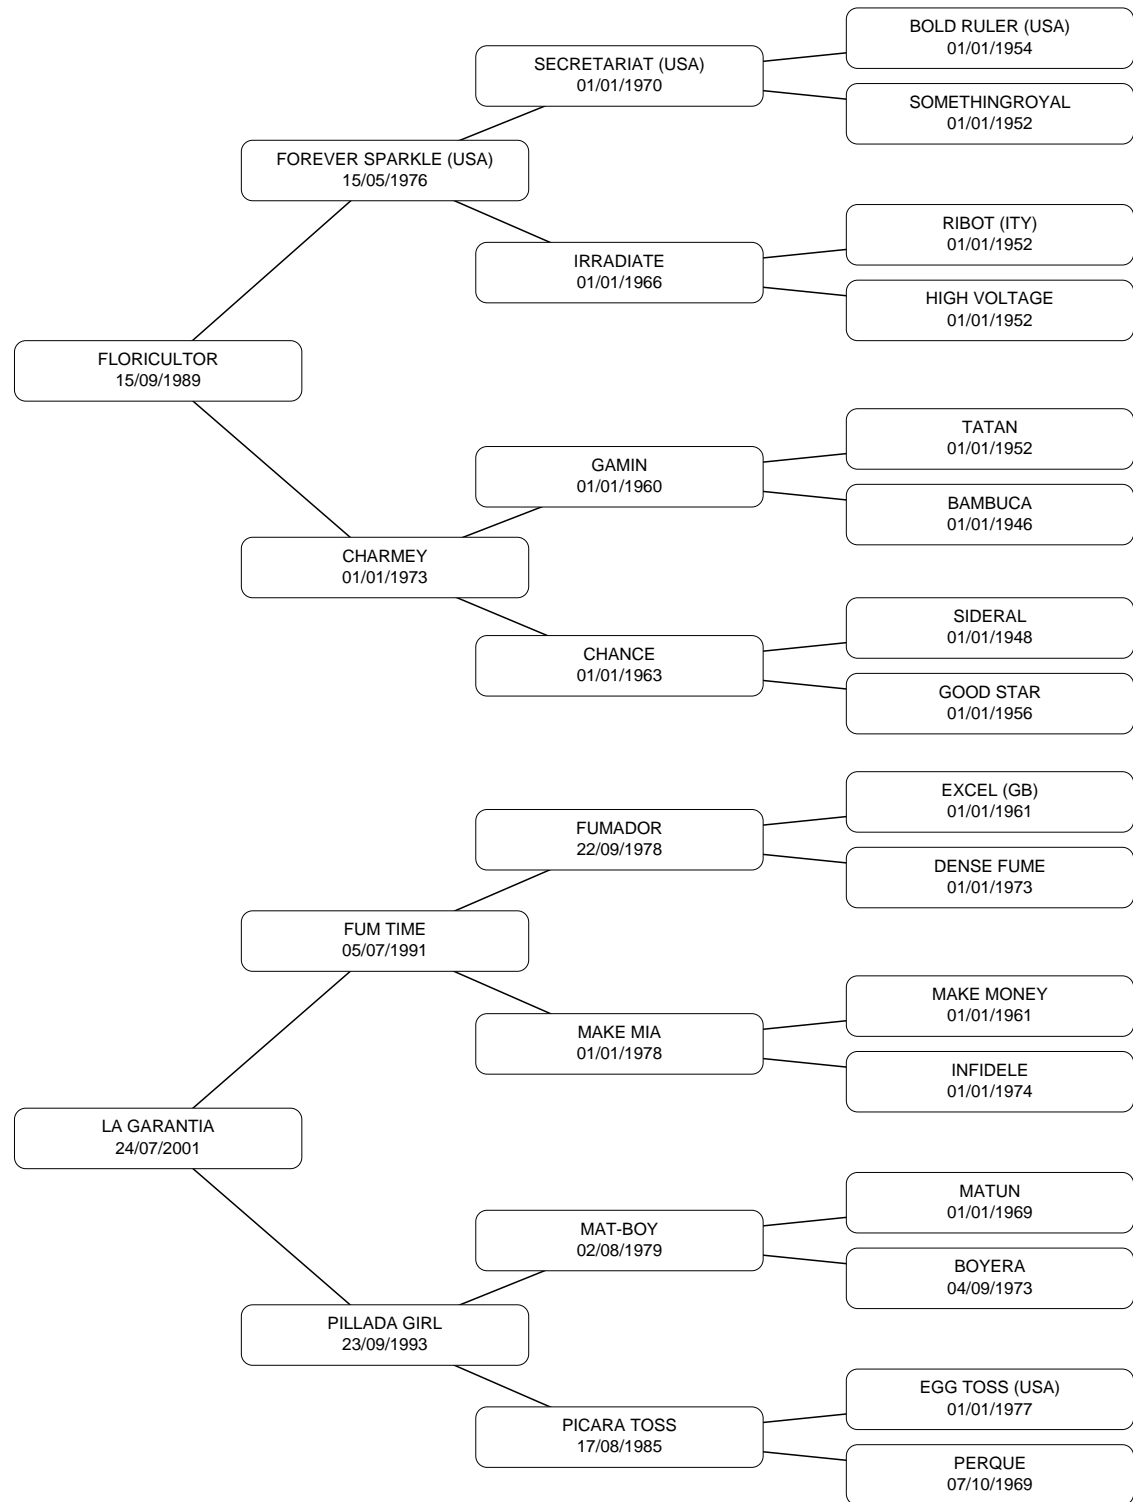 BOLD RULER (USA)
01/01/1954
SECRETARIAT (USA)
01/01/1970
SOMETHINGROYAL
01/01/1952
FOREVER SPARKLE (USA)
15/05/1976
RIBOT (ITY)
01/01/1952
IRRADIATE
01/01/1966
HIGH VOLTAGE
01/01/1952
FLORICULTOR
15/09/1989
TATAN
01/01/1952
GAMIN
01/01/1960
BAMBUCA
01/01/1946
CHARMEY
01/01/1973
SIDERAL
01/01/1948
CHANCE
01/01/1963
GOOD STAR
01/01/1956
EXCEL (GB)
01/01/1961
FUMADOR
22/09/1978
DENSE FUME
01/01/1973
FUM TIME
05/07/1991
MAKE MONEY
01/01/1961
MAKE MIA
01/01/1978
INFIDELE
01/01/1974
LA GARANTIA
24/07/2001
MATUN
01/01/1969
MAT-BOY
02/08/1979
BOYERA
04/09/1973
PILLADA GIRL
23/09/1993
EGG TOSS (USA)
01/01/1977
PICARA TOSS
17/08/1985
PERQUE
07/10/1969